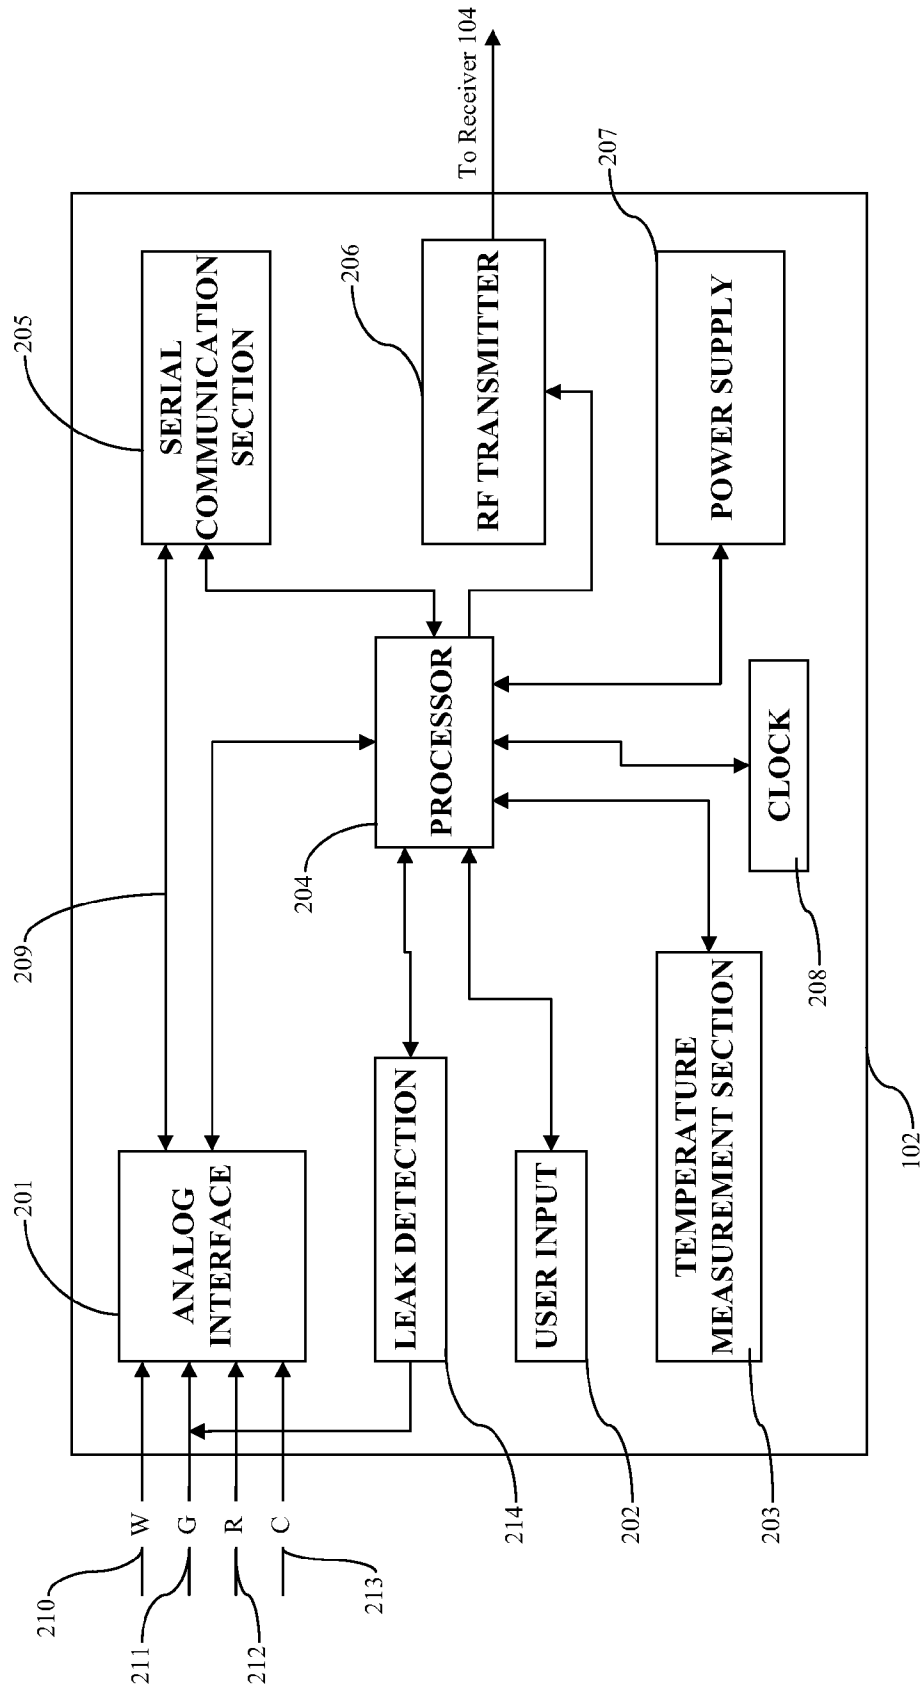 210
W
211
G
212
R
213
C
201
ANALOG
INTERFACE
209
205
SERIAL
COMMUNICATION
SECTION
214
LEAK DETECTION
204
PROCESSOR
206
RF TRANSMITTER
To Receiver 104
202
USER INPUT
203
TEMPERATURE
MEASUREMENT SECTION
208
CLOCK
207
POWER SUPPLY
102